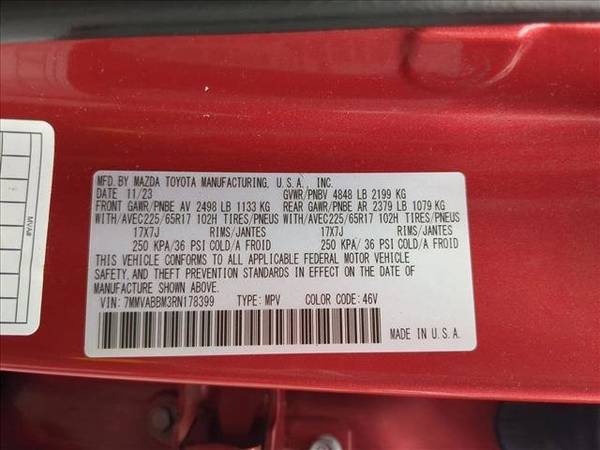 MFD. BY MAZDA TOYOTA MANUFACTURING, U.S.A., INC.
DATE 11/23 GVWR/PNBV 4848 LB 2199 KG
FRONT GAWR/PNBE AV 2498 LB 1133 KG REAR GAWR/PNBE AR 2379 LB 1079 KG
WITH/AVEC225/65R17 102H TIRES/PNEUS WITH/AVEC225/65R17 102H TIRES/PNEUS
17X7J RIMS/JANTES 17X7J RIMS/JANTES
250 KPA/36 PSI COLD/A FROID 250 KPA/ 36 PSI COLD/A FROID
THIS VEHICLE CONFORMS TO ALL APPLICABLE FEDERAL MOTOR VEHICLE
SAFETY AND THEFT PREVENTION STANDARDS IN EFFECT ON THE DATE OF
MANUFACTURE SHOWN ABOVE.
VIN: 7MMVABBM3RN178399 TYPE: MPV COLOR CODE: 46V
MADE IN U.S.A.
MVAB